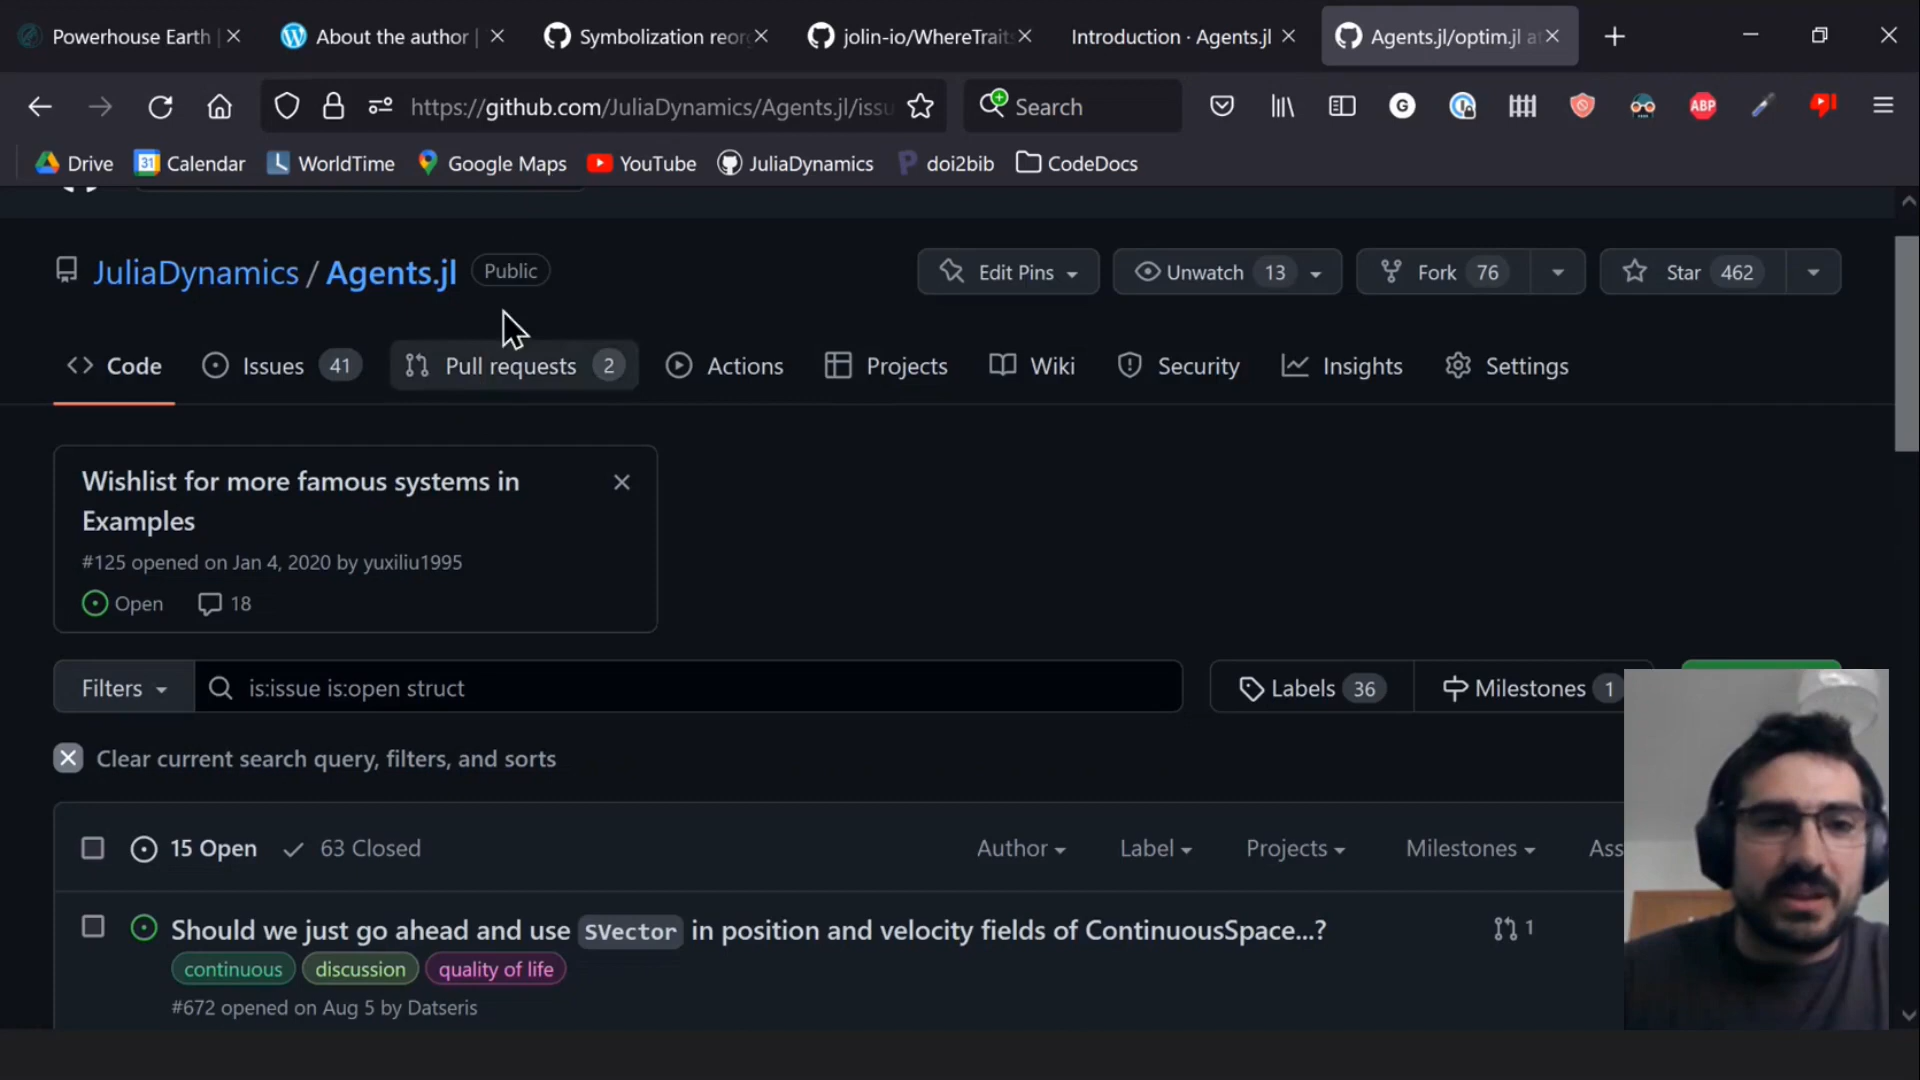 Powerhouse Earth | About the author | Symbolization reor jolin-io/WhereTraits Introduction · Agents.jl Agents.jl/optim.jl a
https://github.com/JuliaDynamics/Agents.jl/issu Search G ABP
Drive 31 Calendar WorldTime Google Maps YouTube JuliaDynamics doi2bib CodeDocs
JuliaDynamics / Agents.jl Public Edit Pins Unwatch 13 Fork 76 Star 462
Code Issues 41 Pull requests 2 Actions Projects Wiki Security Insights Settings
Wishlist for more famous systems in
Examples
#125 opened on Jan 4, 2020 by yuxiliu1995
Open 18
Filters is:issue is:open struct Labels 36 Milestones 1
Clear current search query, filters, and sorts
15 Open 63 Closed Author Label Projects Milestones Ass
Should we just go ahead and use SVector in position and velocity fields of ContinuousSpace...? 1
continuous discussion quality of life
#672 opened on Aug 5 by Datseris